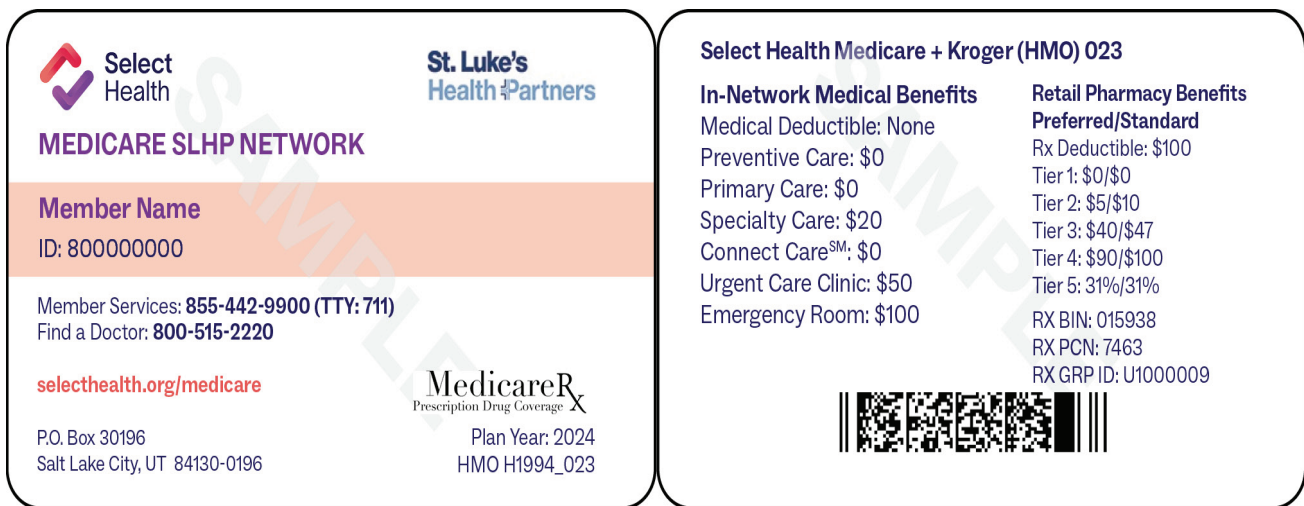 Select
Health
St. Luke's
Health Partners
MEDICARE SLHP NETWORK
Member Name
ID: 800000000
Member Services: 855-442-9900 (TTY: 711)
Find a Doctor: 800-515-2220
selecthealth.org/medicare
MedicareRx
Prescription Drug Coverage
P.O. Box 30196
Salt Lake City, UT 84130-0196
Plan Year: 2024
HMO H1994_023
SAMPLE
Select Health Medicare + Kroger (HMO) 023
In-Network Medical Benefits
Medical Deductible: None
Preventive Care: $0
Primary Care: $0
Specialty Care: $20
Connect Care℠: $0
Urgent Care Clinic: $50
Emergency Room: $100
Retail Pharmacy Benefits
Preferred/Standard
Rx Deductible: $100
Tier 1: $0/$0
Tier 2: $5/$10
Tier 3: $40/$47
Tier 4: $90/$100
Tier 5: 31%/31%
RX BIN: 015938
RX PCN: 7463
RX GRP ID: U1000009
SAMPLE